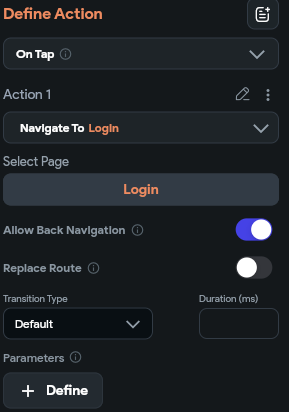 Define Action
On Tap
Action 1
Navigate To Login
Select Page
Login
Allow Back Navigation
Replace Route
Transition Type
Duration (ms)
Default
Parameters
+ Define